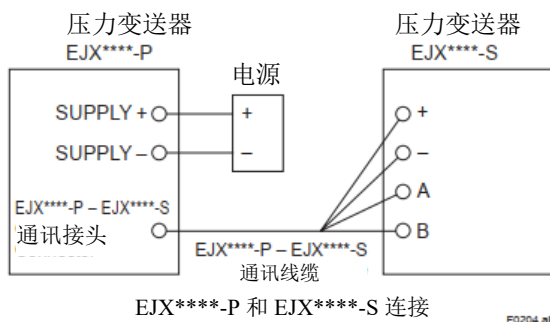 压力变送器
EJX****-P
压力变送器
EJX****-S
电源
SUPPLY +
SUPPLY –
+
–
+
–
A
B
EJX****-P – EJX****-S
通讯接头
EJX****-P – EJX****-S
通讯线缆
EJX****-P 和 EJX****-S 连接